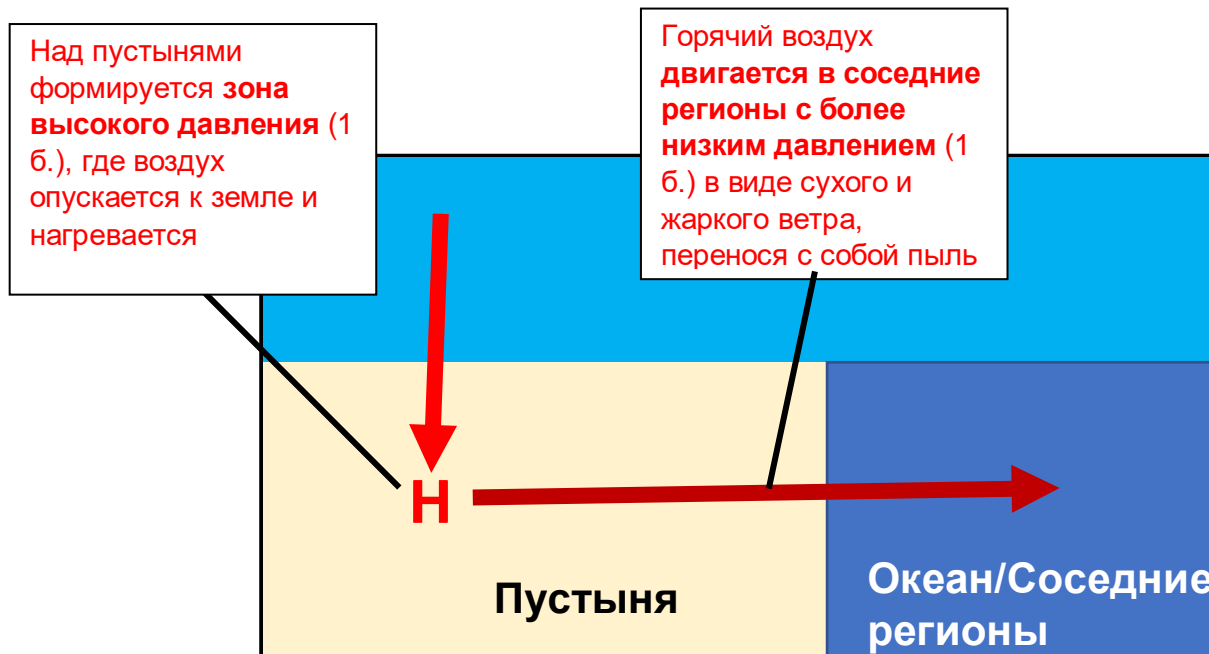 Над пустынями
формируется зона
высокого давления (1
б.), где воздух
опускается к земле и
нагревается
Горячий воздух
двигается в соседние
регионы с более
низким давлением (1
б.) в виде сухого и
жаркого ветра,
перенося с собой пыль
H
Пустыня
Океан/Соседние
регионы